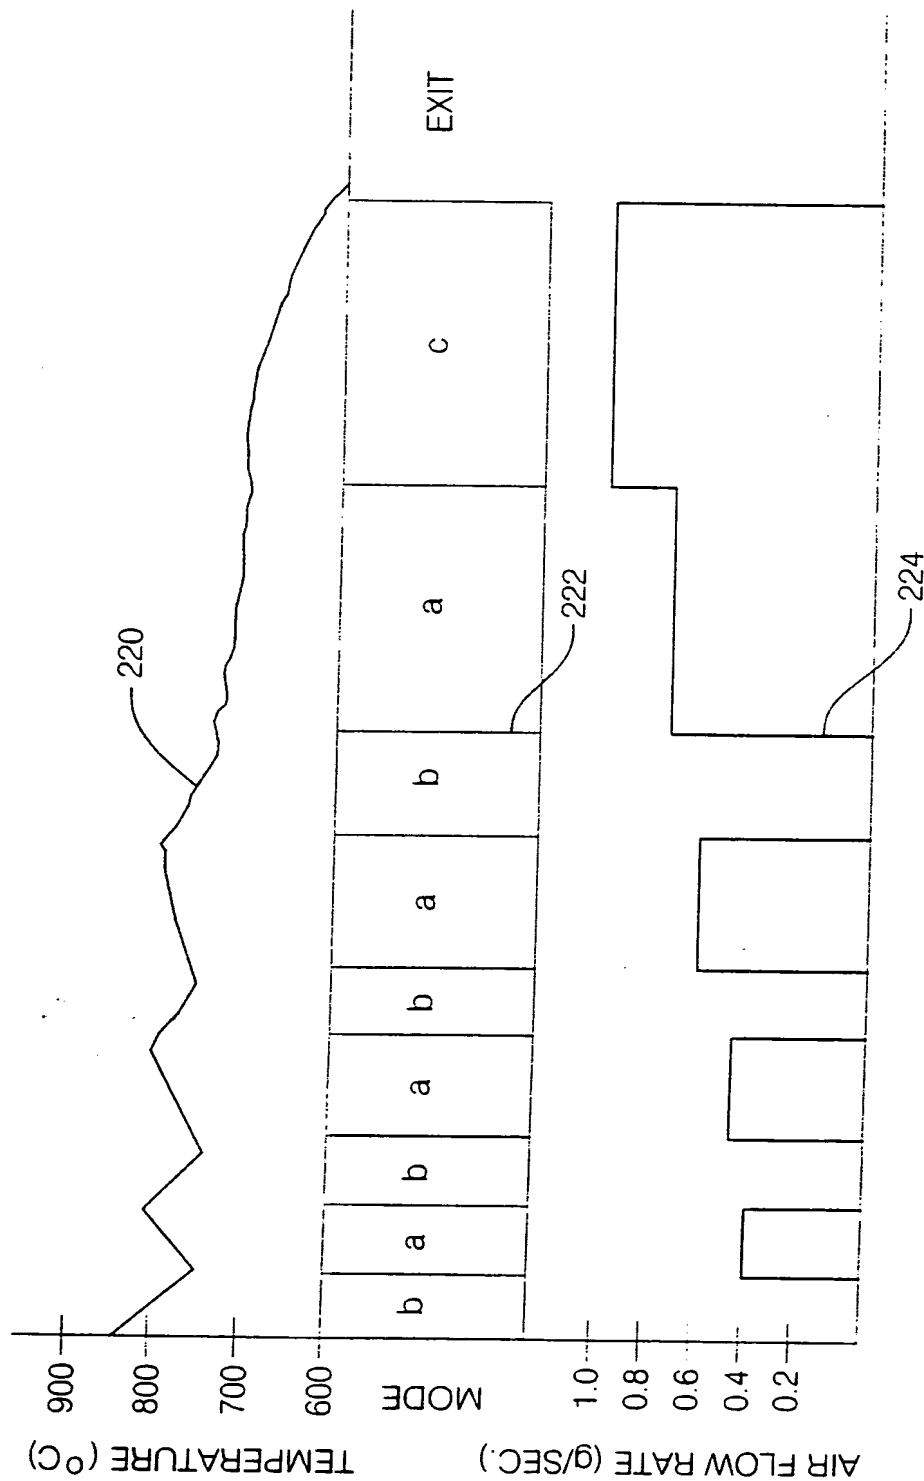 TEMPERATURE (°C)
900
800
700
600
220
MODE
b
a
b
a
b
a
b
a
c
EXIT
222
AIR FLOW RATE (g/SEC.)
1.0
0.8
0.6
0.4
0.2
224